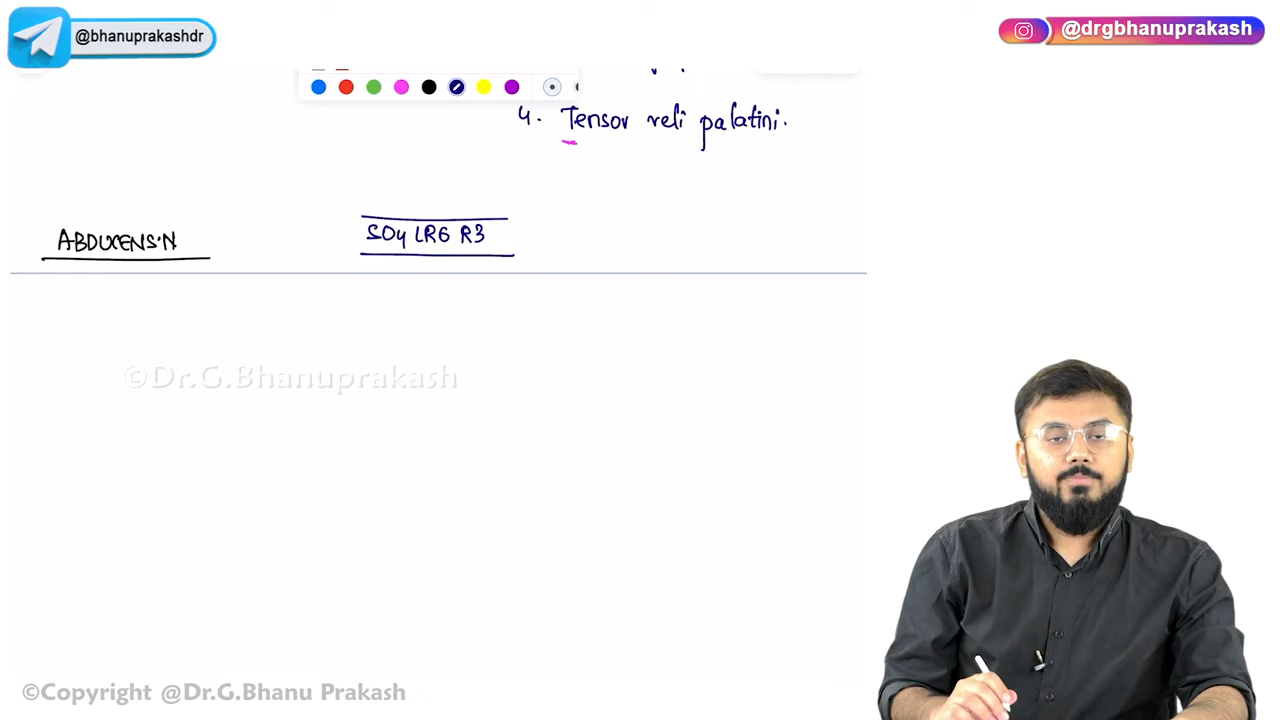 @bhanuprakashdr
@drgbhanuprakash
4. Tensor veli palatini.
ABDUCENS.N
SO4 LR6 R3
©Dr.G.Bhanuprakash
©Copyright @Dr.G.Bhanu Prakash